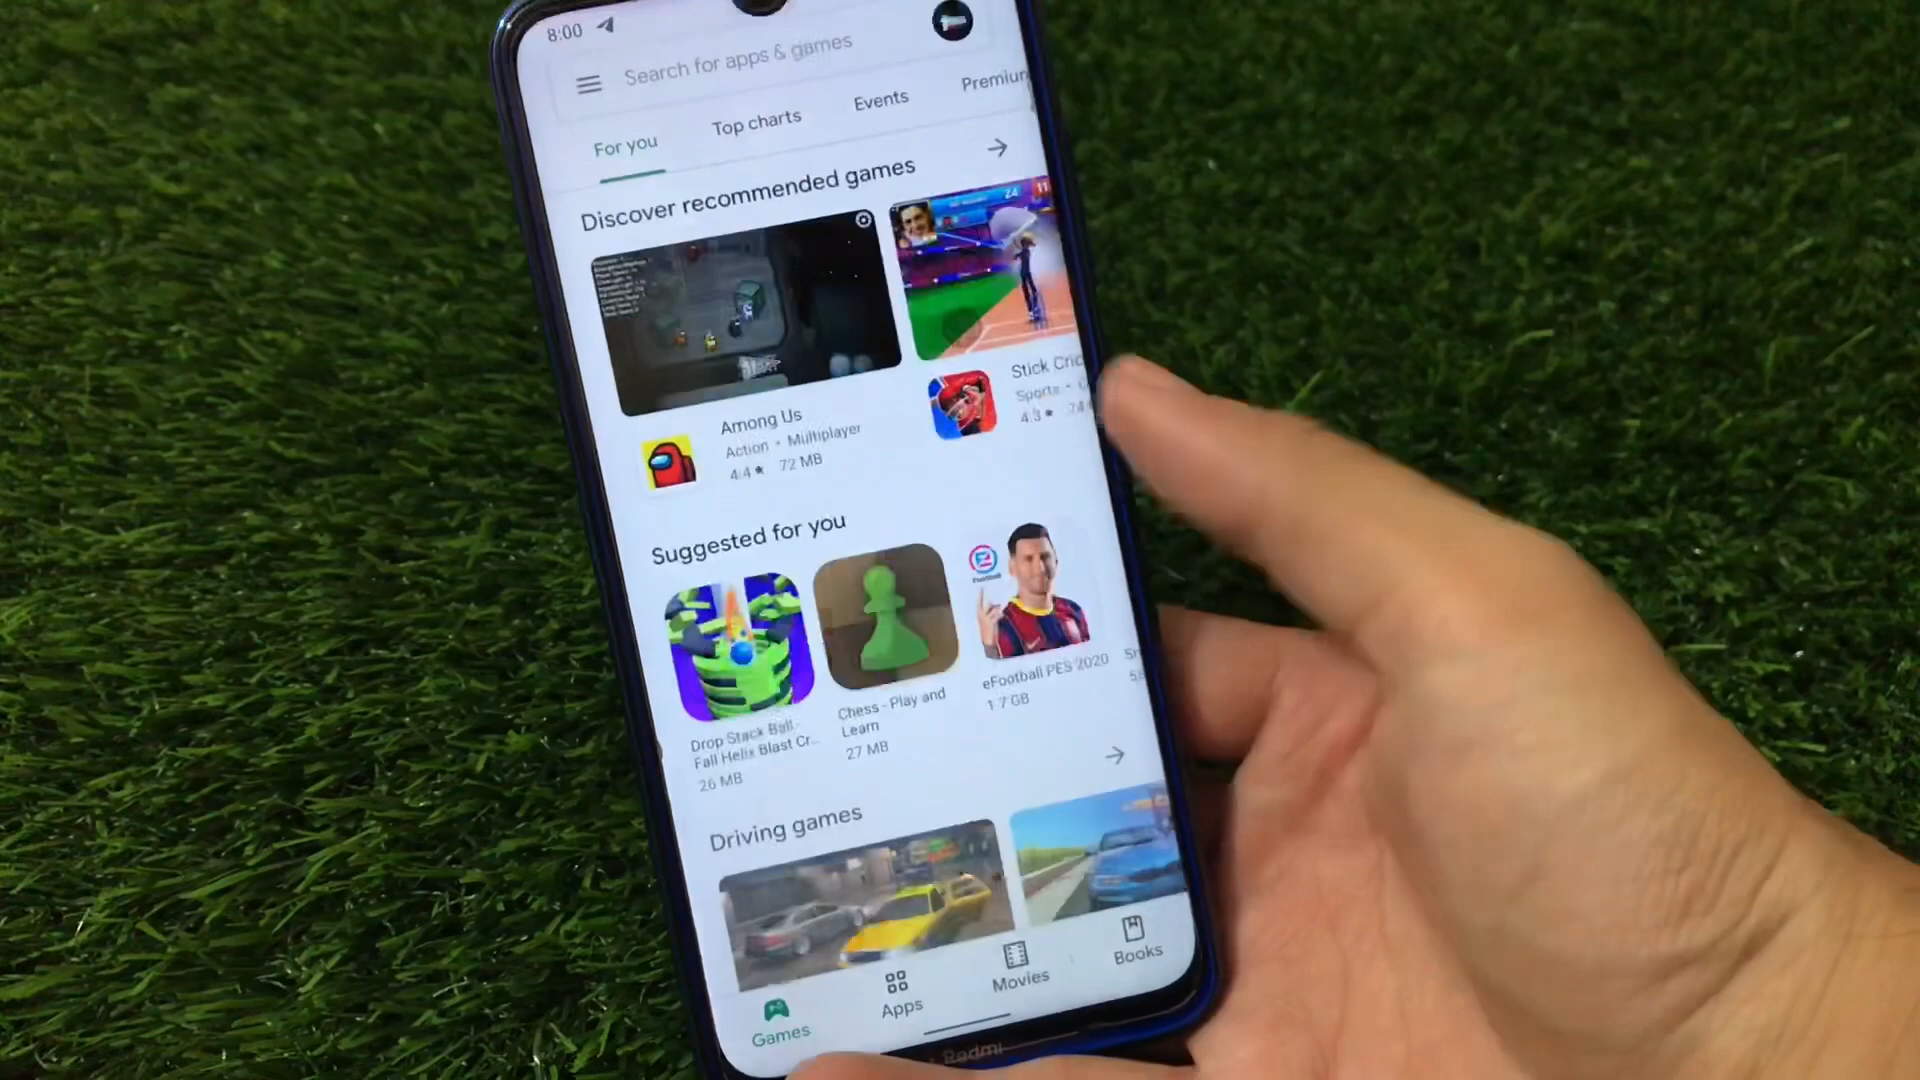 8:00
Search for apps & games
For you
Top charts
Events
Premium
Discover recommended games
24
11
Among Us
Action • Multiplayer
4.4 ★ 72 MB
Stick Cric
Sports •
4.3 ★ 74
Suggested for you
Drop Stack Ball -
Fall Helix Blast Cr...
26 MB
Chess - Play and
Learn
27 MB
eFootball PES 2020
1.7 GB
Driving games
Games
Apps
Movies
Books
Redmi